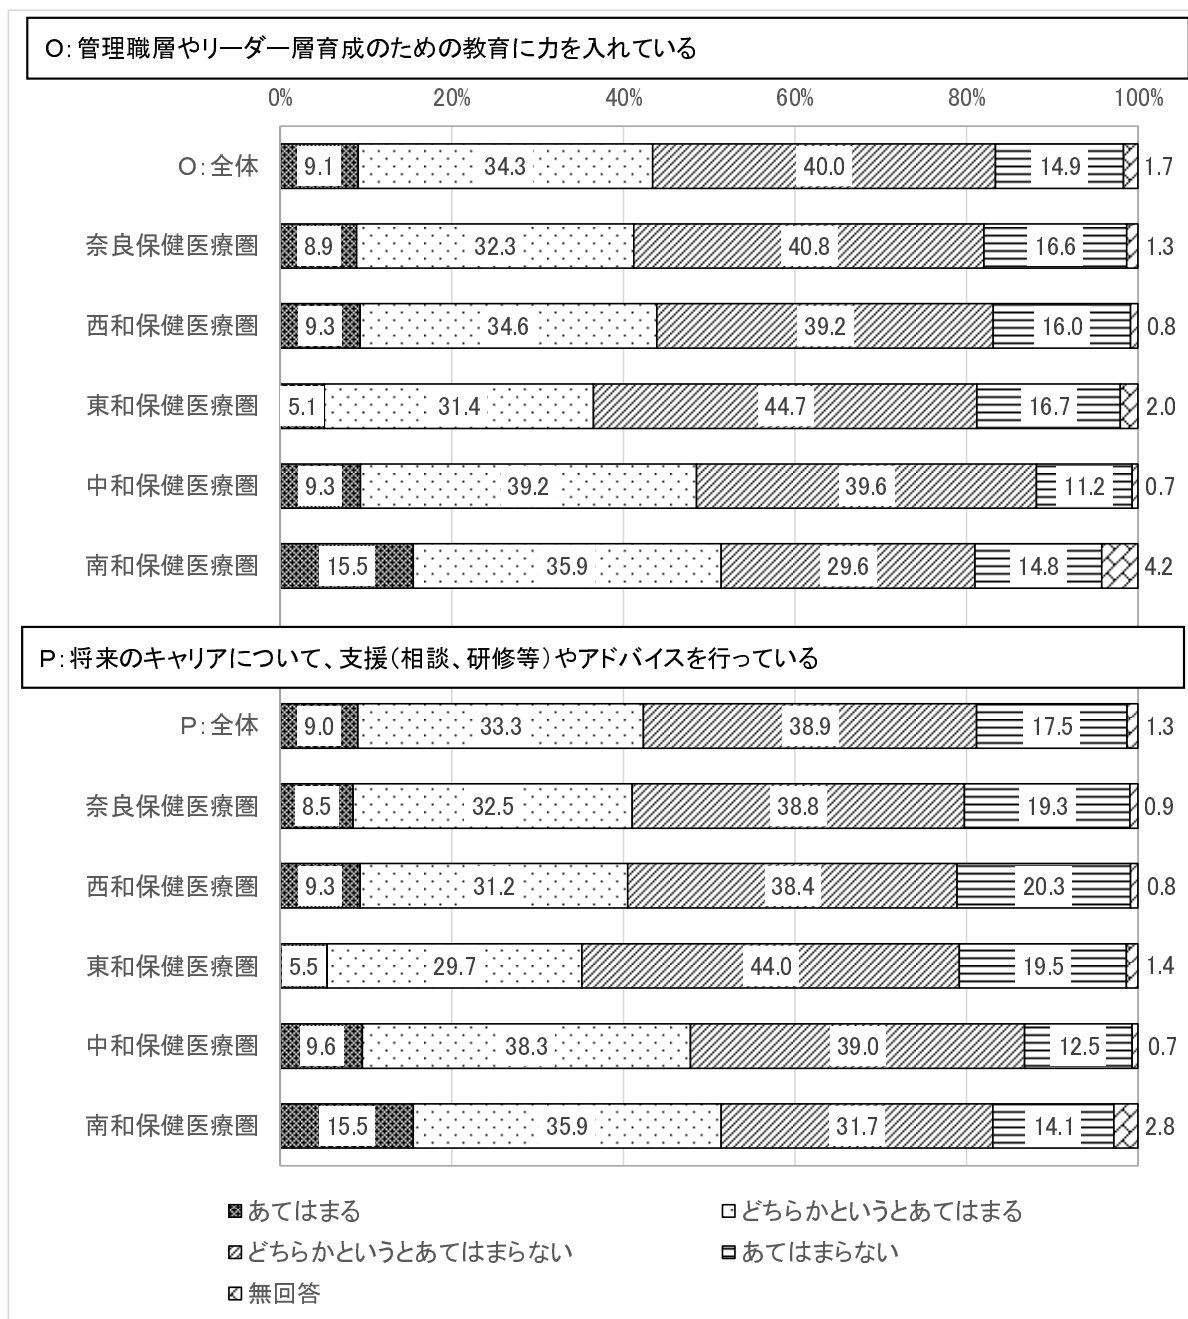 O：管理職層やリーダー層育成のための教育に力を入れている
0% 20% 40% 60% 80% 100%
O：全体 9.1 34.3 40.0 14.9 1.7
奈良保健医療圏 8.9 32.3 40.8 16.6 1.3
西和保健医療圏 9.3 34.6 39.2 16.0 0.8
東和保健医療圏 5.1 31.4 44.7 16.7 2.0
中和保健医療圏 9.3 39.2 39.6 11.2 0.7
南和保健医療圏 15.5 35.9 29.6 14.8 4.2
P：将来のキャリアについて、支援（相談、研修等）やアドバイスを行っている
P：全体 9.0 33.3 38.9 17.5 1.3
奈良保健医療圏 8.5 32.5 38.8 19.3 0.9
西和保健医療圏 9.3 31.2 38.4 20.3 0.8
東和保健医療圏 5.5 29.7 44.0 19.5 1.4
中和保健医療圏 9.6 38.3 39.0 12.5 0.7
南和保健医療圏 15.5 35.9 31.7 14.1 2.8
あてはまる どちらかというとあてはまる
どちらかというとあてはまらない あてはまらない
無回答